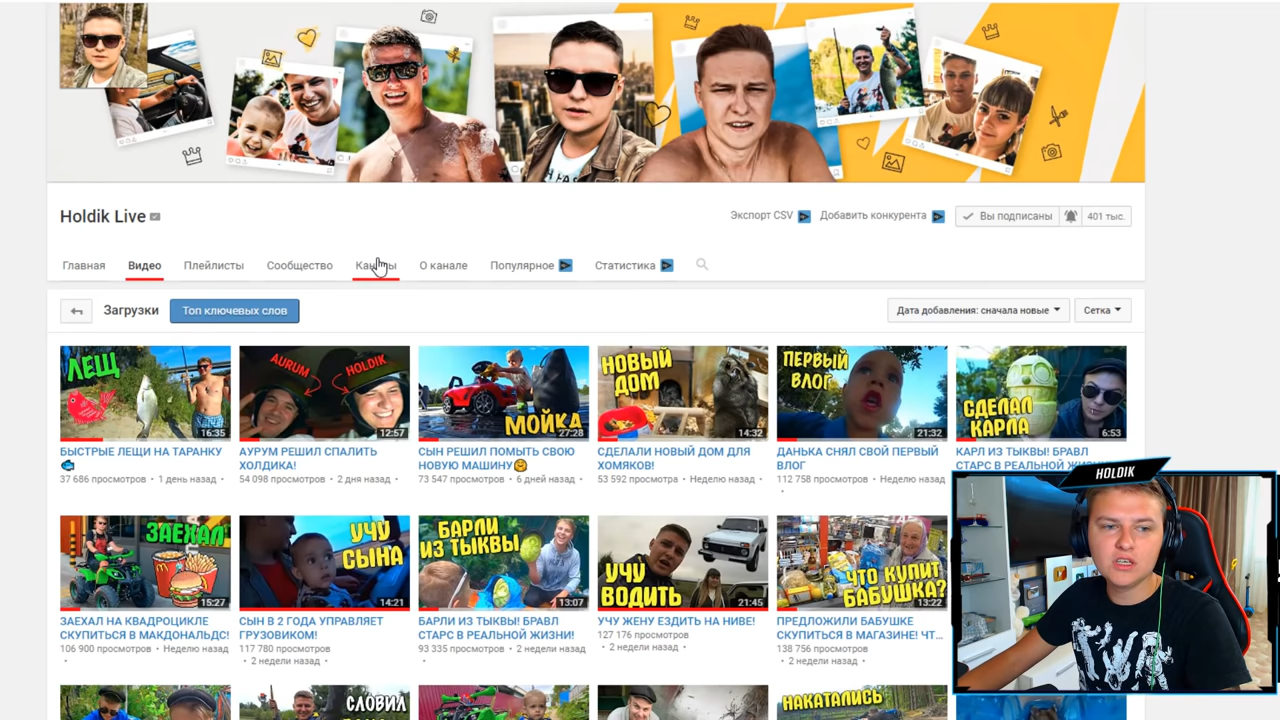 Holdik Live
Экспорт CSV
Добавить конкурента
Вы подписаны
401 тыс.
Главная
Видео
Плейлисты
Сообщество
О канале
Популярное
Статистика
Загрузки
Топ ключевых слов
Дата добавления: сначала новые
Сетка
ЛЕЩ
16:35
AURUM
HOLDIK
12:57
МОЙКА
27:28
НОВЫЙ
ДОМ
14:32
ПЕРВЫЙ
ВЛОГ
21:32
СДЕЛАЛ
КАРЛА
6:53
БЫСТРЫЕ ЛЕЩИ НА ТАРАНКУ
37 686 просмотров • 1 день назад •
АУРУМ РЕШИЛ СПАЛИТЬ
ХОЛДИКА!
54 098 просмотров • 2 дня назад •
СЫН РЕШИЛ ПОМЫТЬ СВОЮ
НОВУЮ МАШИНУ
73 547 просмотров • 6 дней назад •
СДЕЛАЛИ НОВЫЙ ДОМ ДЛЯ
ХОМЯКОВ!
53 592 просмотра • Неделю назад •
ДАНЬКА СНЯЛ СВОЙ ПЕРВЫЙ
ВЛОГ
112 758 просмотров • Неделю назад
•
КАРЛ ИЗ ТЫКВЫ! БРАВЛ
СТАРС В РЕАЛЬНОЙ ЖИЗНИ!
HOLDIK
ЗАЕХАЛ
15:27
УЧУ
СЫНА
14:21
БАРЛИ
ИЗ ТЫКВЫ
13:07
УЧУ
ВОДИТЬ
21:45
ЧТО КУПИТ
БАБУШКА?
13:22
ЗАЕХАЛ НА КВАДРОЦИКЛЕ
СКУПИТЬСЯ В МАКДОНАЛЬДС!
106 900 просмотров • Неделю назад
•
СЫН В 2 ГОДА УПРАВЛЯЕТ
ГРУЗОВИКОМ!
117 780 просмотров
• 2 недели назад •
БАРЛИ ИЗ ТЫКВЫ! БРАВЛ
СТАРС В РЕАЛЬНОЙ ЖИЗНИ!
93 335 просмотров • 2 недели назад
•
УЧУ ЖЕНУ ЕЗДИТЬ НА НИВЕ!
127 176 просмотров
• 2 недели назад •
ПРЕДЛОЖИЛИ БАБУШКЕ
СКУПИТЬСЯ В МАГАЗИНЕ! ЧТ...
138 756 просмотров
• 2 недели назад •
СЛОВИЛ
НАКАТАЛИСЬ